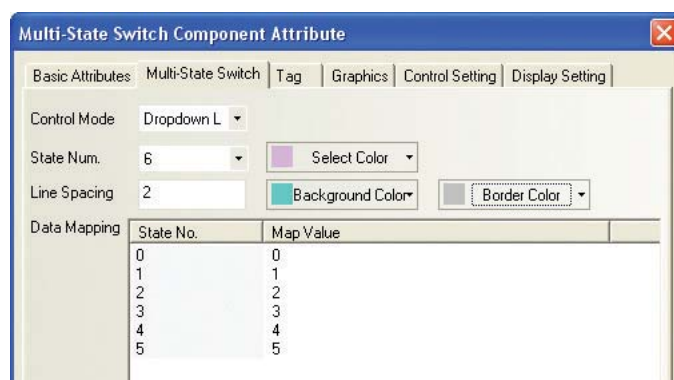 Multi-State Switch Component Attribute
Basic Attributes Multi-State Switch Tag Graphics Control Setting Display Setting
Control Mode Dropdown L
State Num. 6 Select Color
Line Spacing 2 Background Color Border Color
Data Mapping State No. Map Value
0 0
1 1
2 2
3 3
4 4
5 5